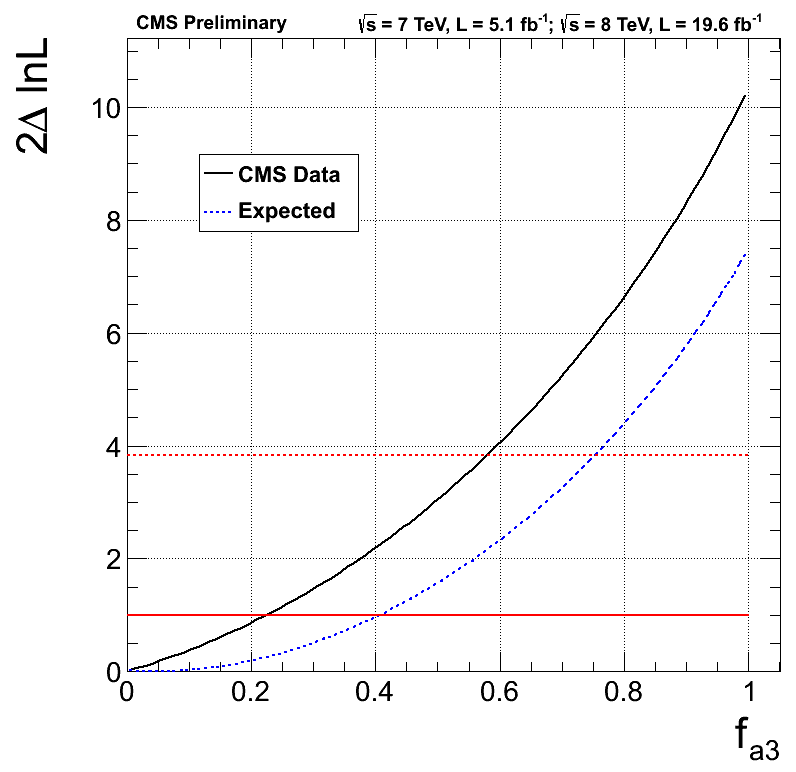 CMS Preliminary √s = 7 TeV, L = 5.1 fb⁻¹; √s = 8 TeV, L = 19.6 fb⁻¹
2Δ lnL
10
8
6
4
2
0
CMS Data
Expected
0 0.2 0.4 0.6 0.8 1
f_a3